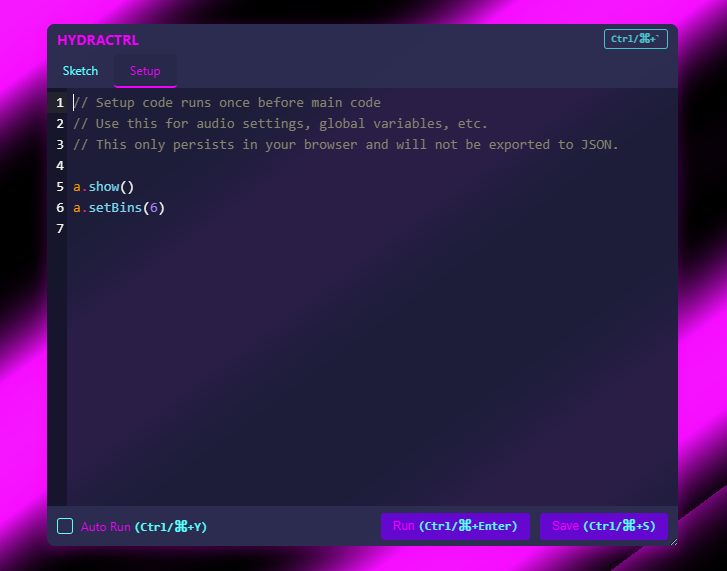 HYDRACTRL
Ctrl/⌘+`
Sketch Setup
1 // Setup code runs once before main code
2 // Use this for audio settings, global variables, etc.
3 // This only persists in your browser and will not be exported to JSON.
4
5 a.show()
6 a.setBins(6)
7
Auto Run (Ctrl/⌘+Y) Run (Ctrl/⌘+Enter) Save (Ctrl/⌘+S)